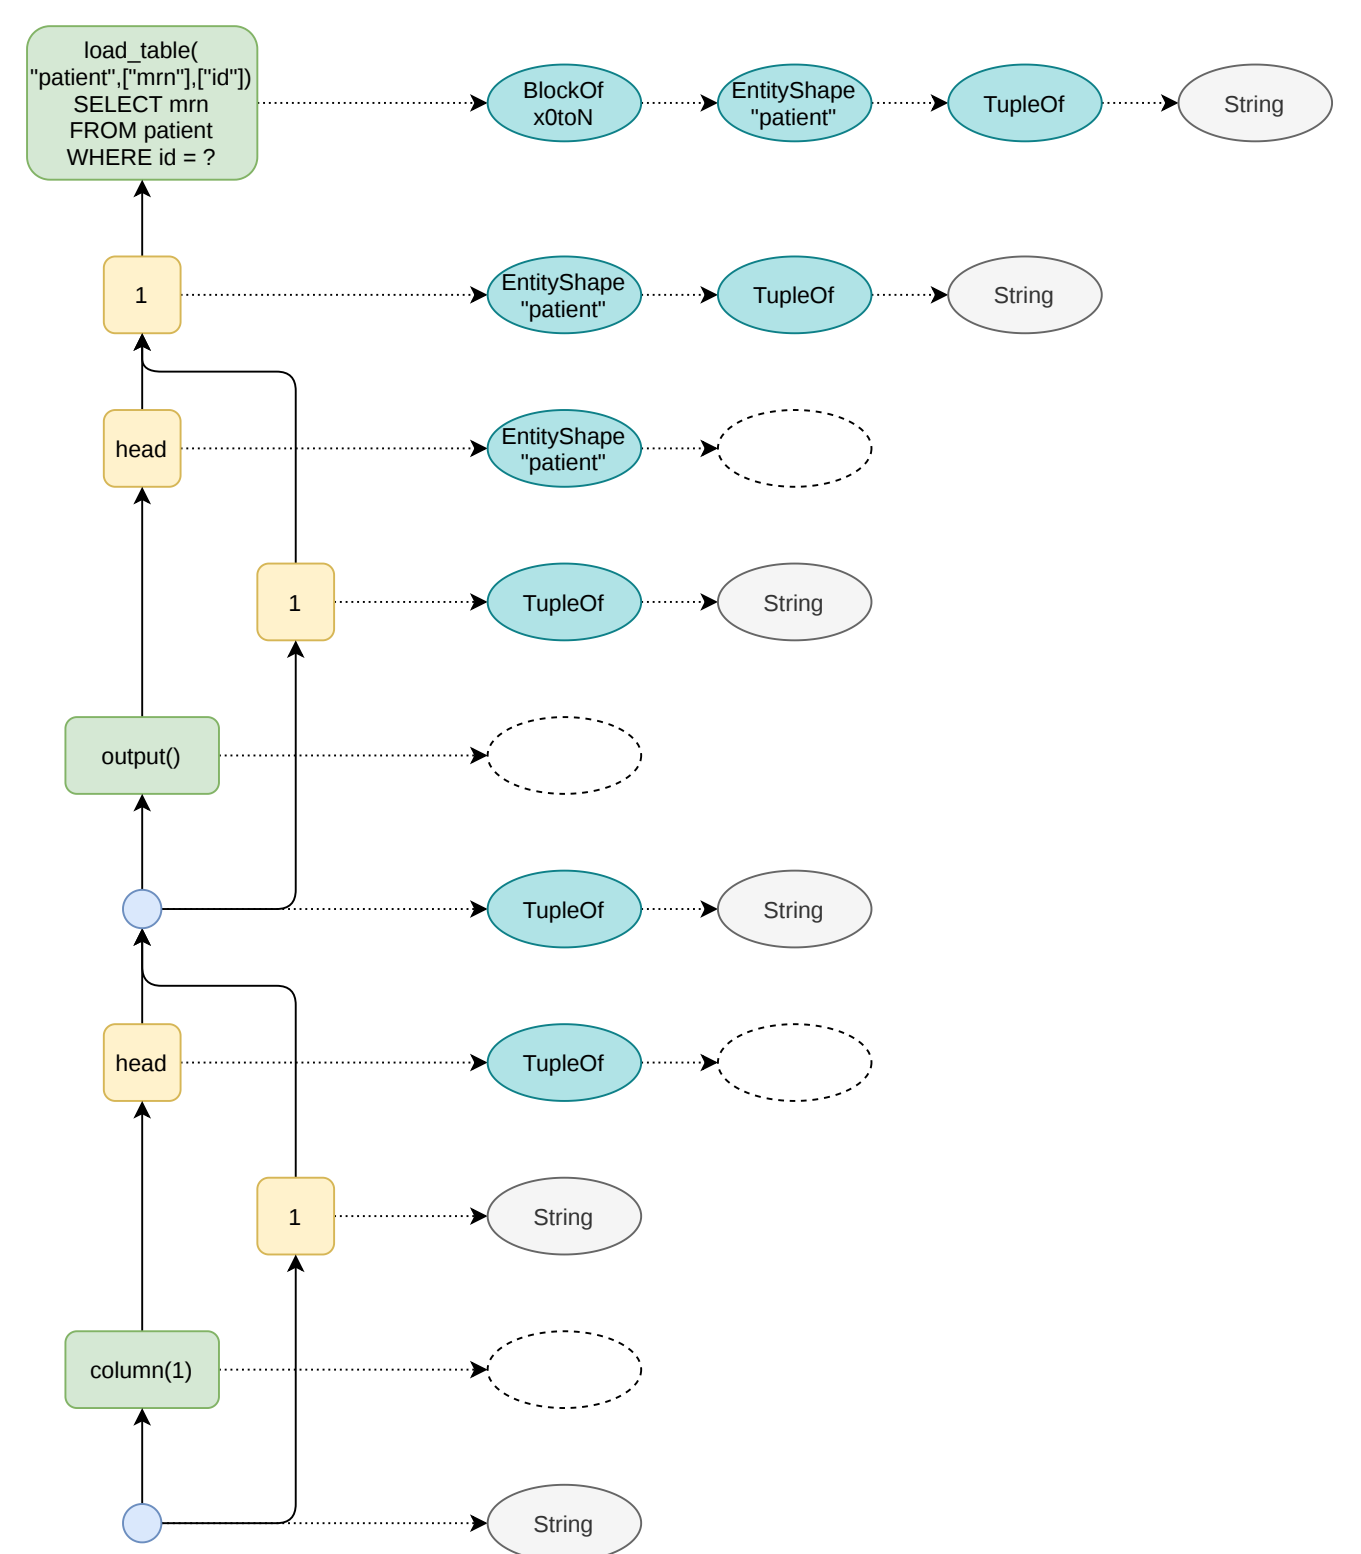 load_table(
"patient",["mrn"],["id"])
SELECT mrn
FROM patient
WHERE id = ?
BlockOf
x0toN
EntityShape
"patient"
TupleOf
String
1
EntityShape
"patient"
TupleOf
String
head
EntityShape
"patient"
1
TupleOf
String
output()
TupleOf
String
head
TupleOf
1
String
column(1)
String